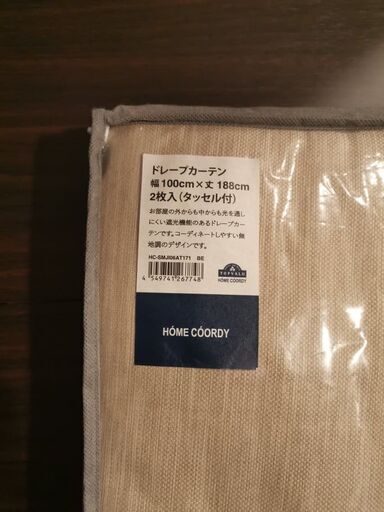 ドレープカーテン
幅100cm×丈188cm
2枚入(タッセル付)
お部屋の外からも中からも光を通し
にくい遮光機能のあるドレープカー
テンです。コーディネートしやすい無
地調のデザインです。
HC-SMJI06AT171 BE
4 549741 267748
TOPVALU
HOME COORDY
HÓME CÓORDY